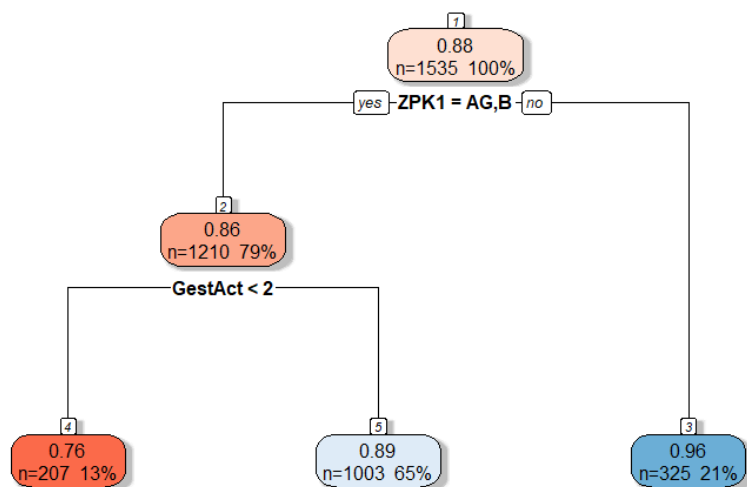 1
0.88
n=1535 100%
yes ZPK1 = AG,B no
2
0.86
n=1210 79%
GestAct < 2
4 5 3
0.76 0.89 0.96
n=207 13% n=1003 65% n=325 21%